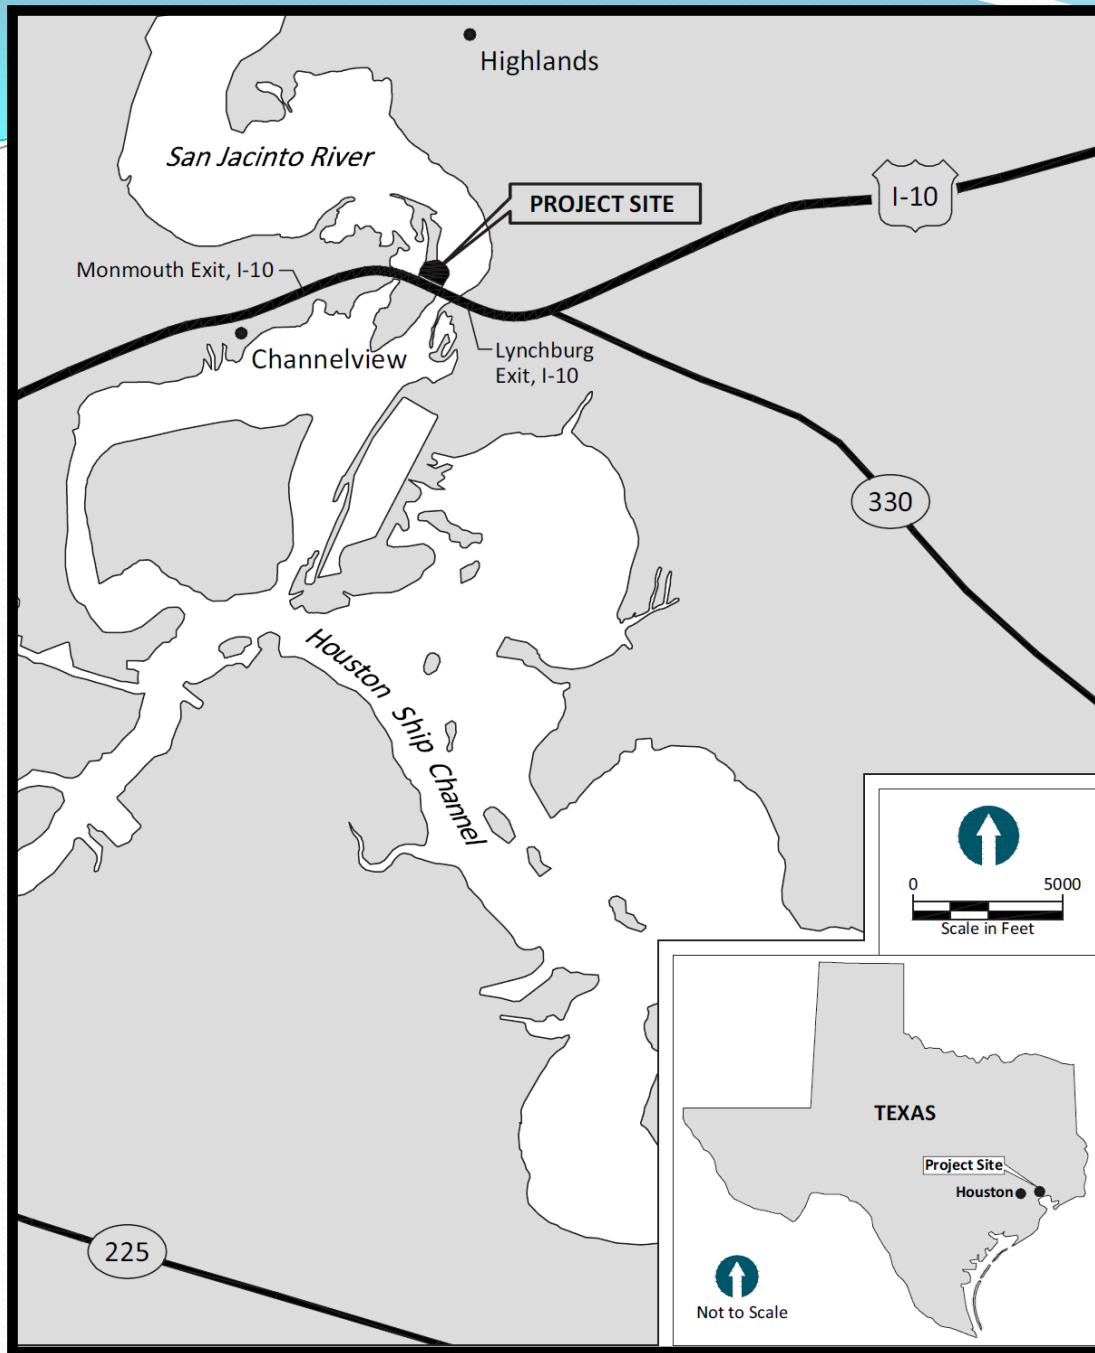 Highlands
San Jacinto River
PROJECT SITE
I-10
Monmouth Exit, I-10
Channelview
Lynchburg
Exit, I-10
330
Houston Ship Channel
0 5000
Scale in Feet
TEXAS
Project Site
Houston
225
Not to Scale